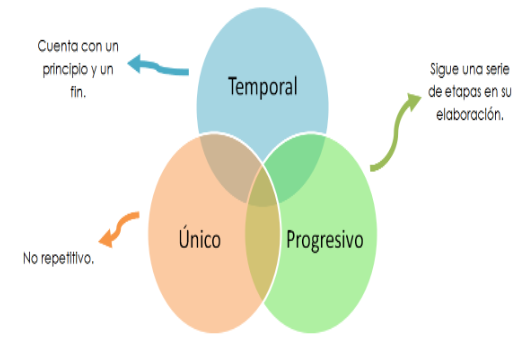 Cuenta con un
principio y un
fin.
Temporal
Sigue una serie
de etapas en su
elaboración.
Único
Progresivo
No repetitivo.